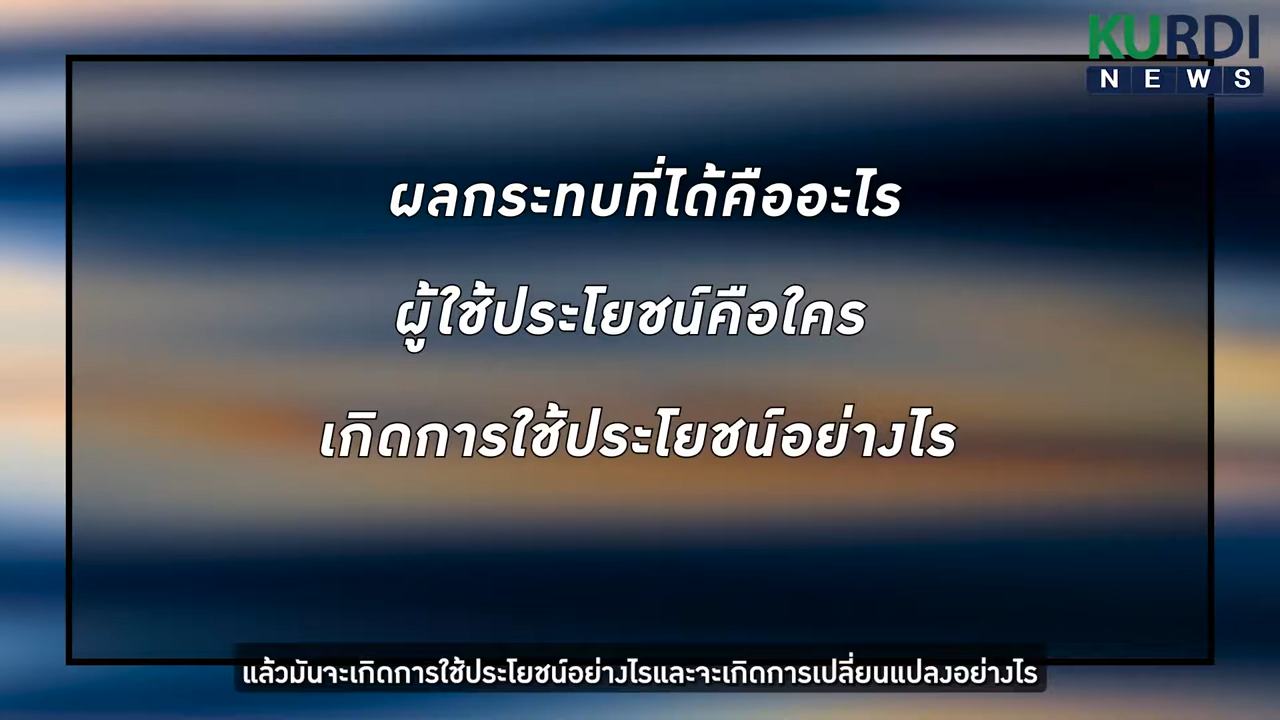 KURDI
NEWS
ผลกระทบที่ได้คืออะไร
ผู้ใช้ประโยชน์คือใคร
เกิดการใช้ประโยชน์อย่างไร
แล้วมันจะเกิดการใช้ประโยชน์อย่างไรและจะเกิดการเปลี่ยนแปลงอย่างไร